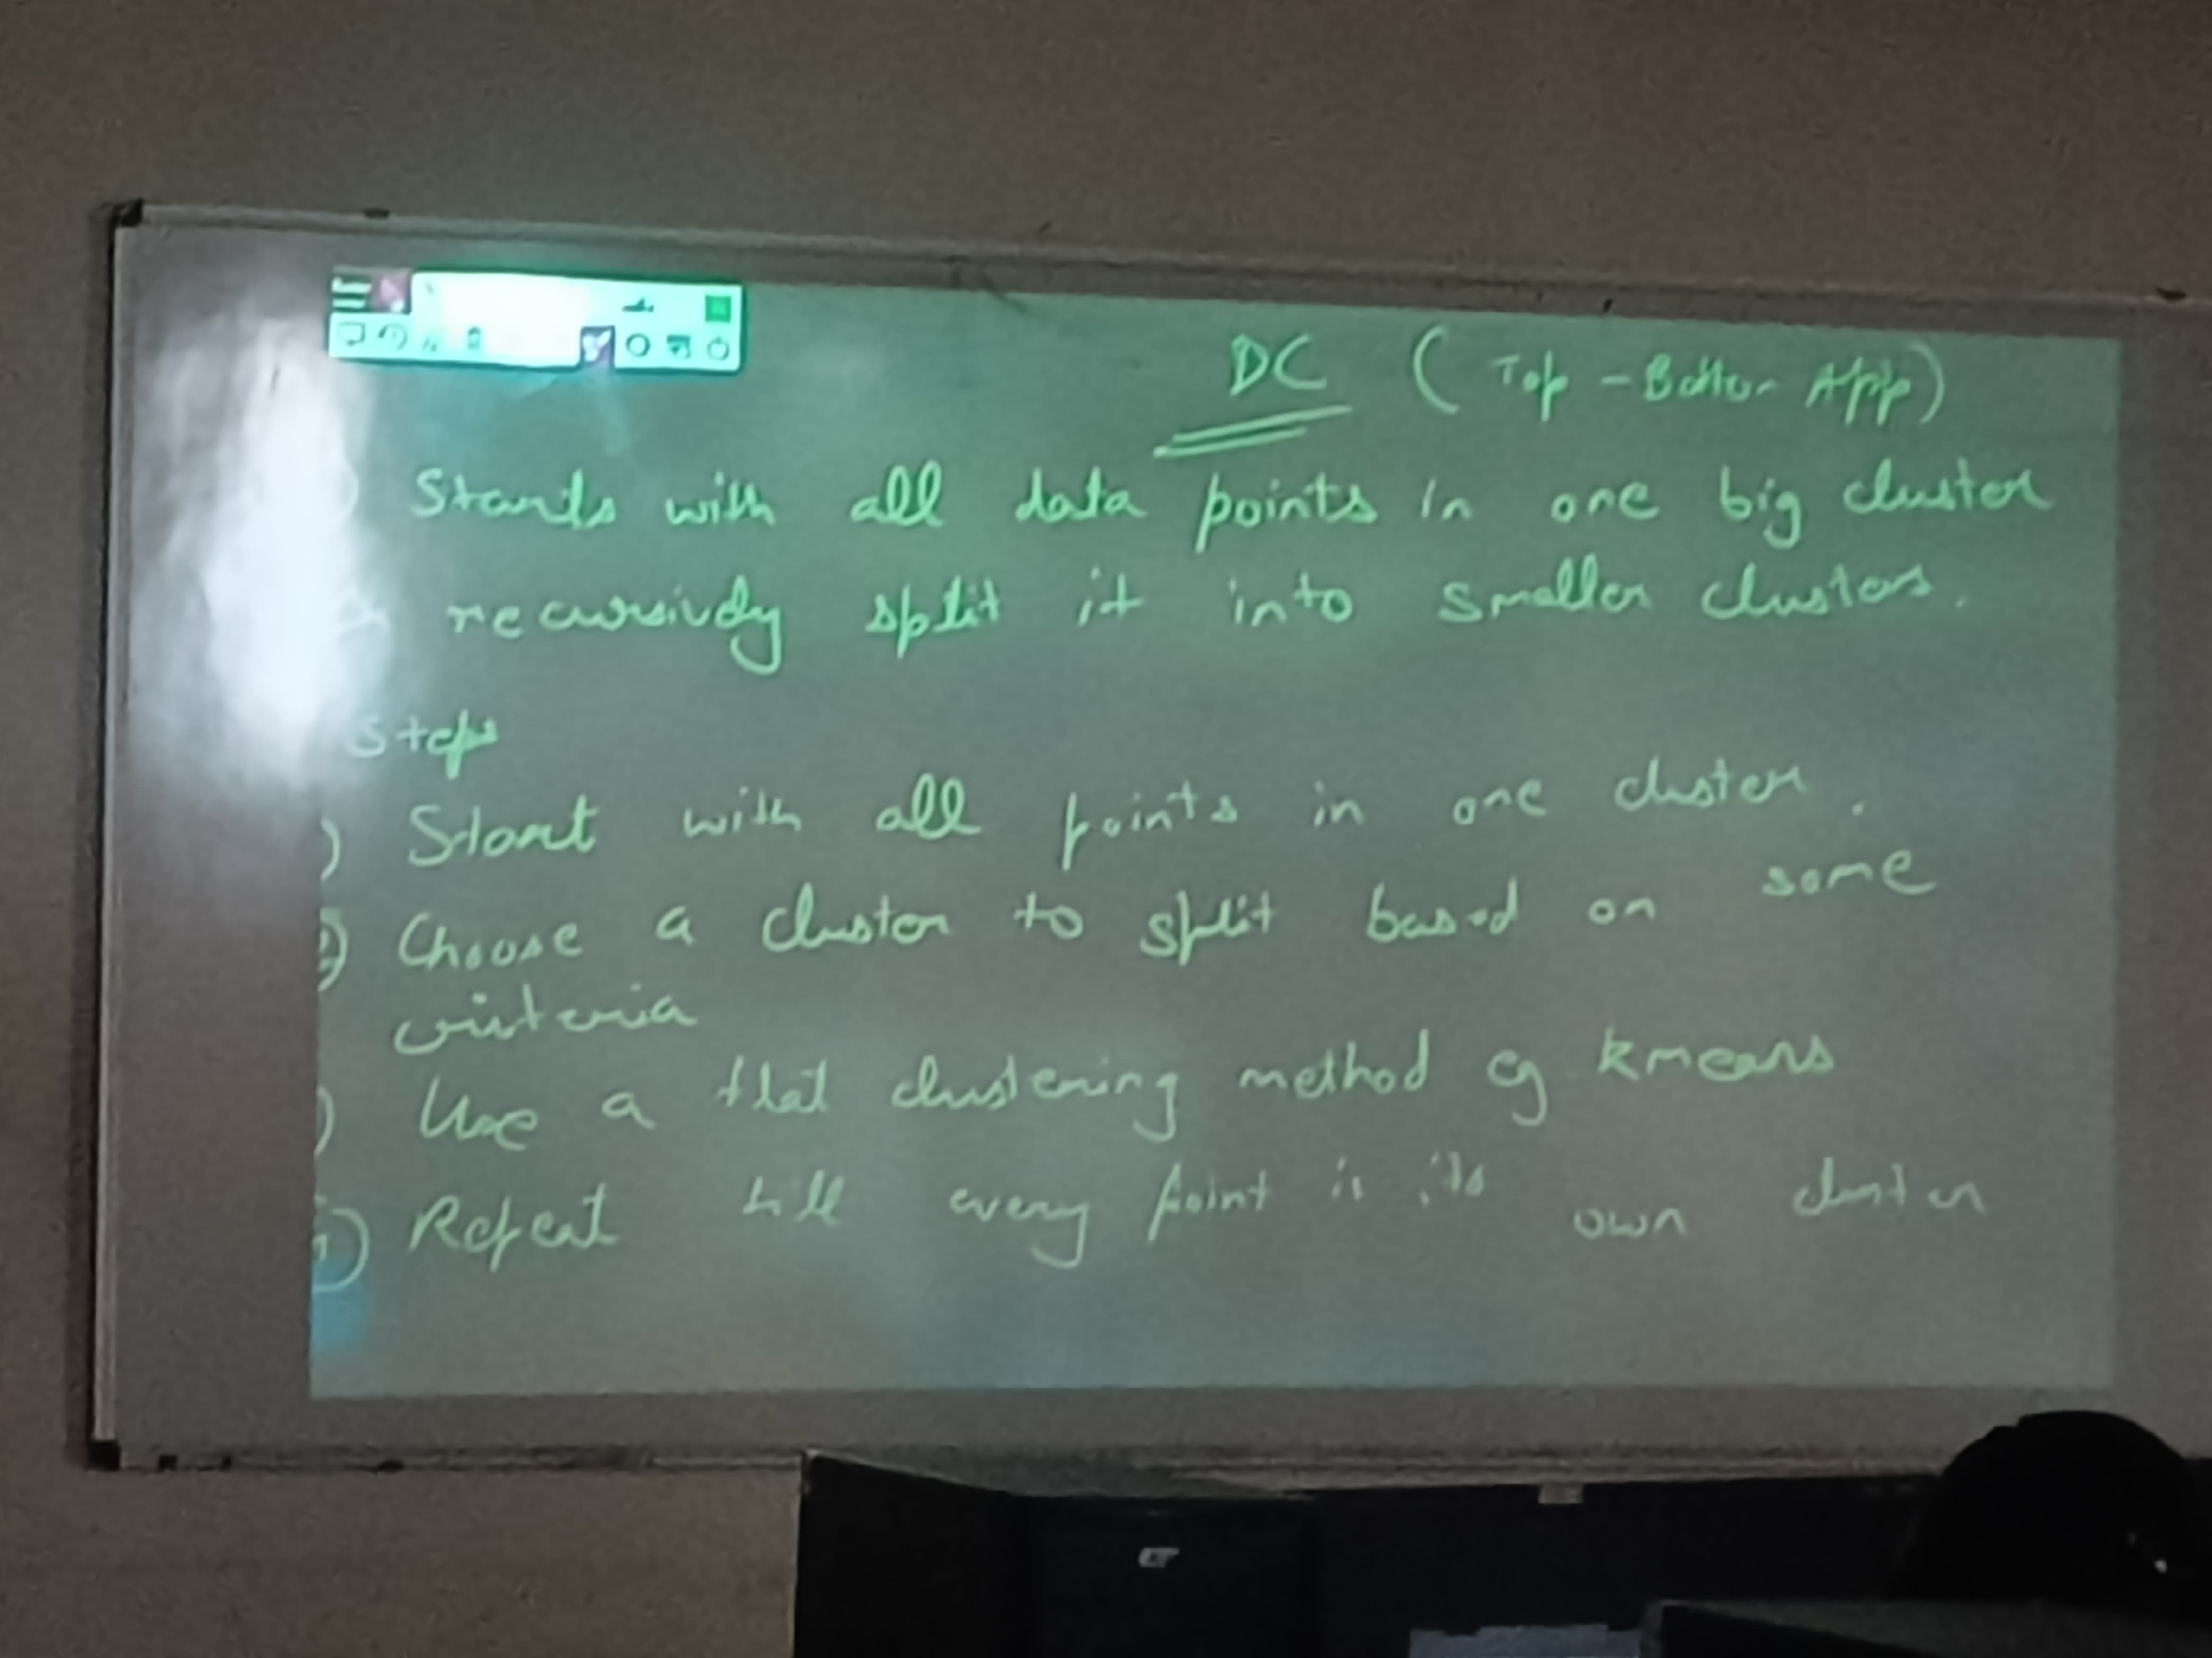 DC (Top - Bottom App)
) Starts with all data points in one big cluster
& recursively split it into smaller clusters.
Steps
) Start with all points in one cluster.
2) Choose a cluster to split based on some
criteria
) Use a flat clustering method eg kmeans
) Repeat till every point is its own cluster